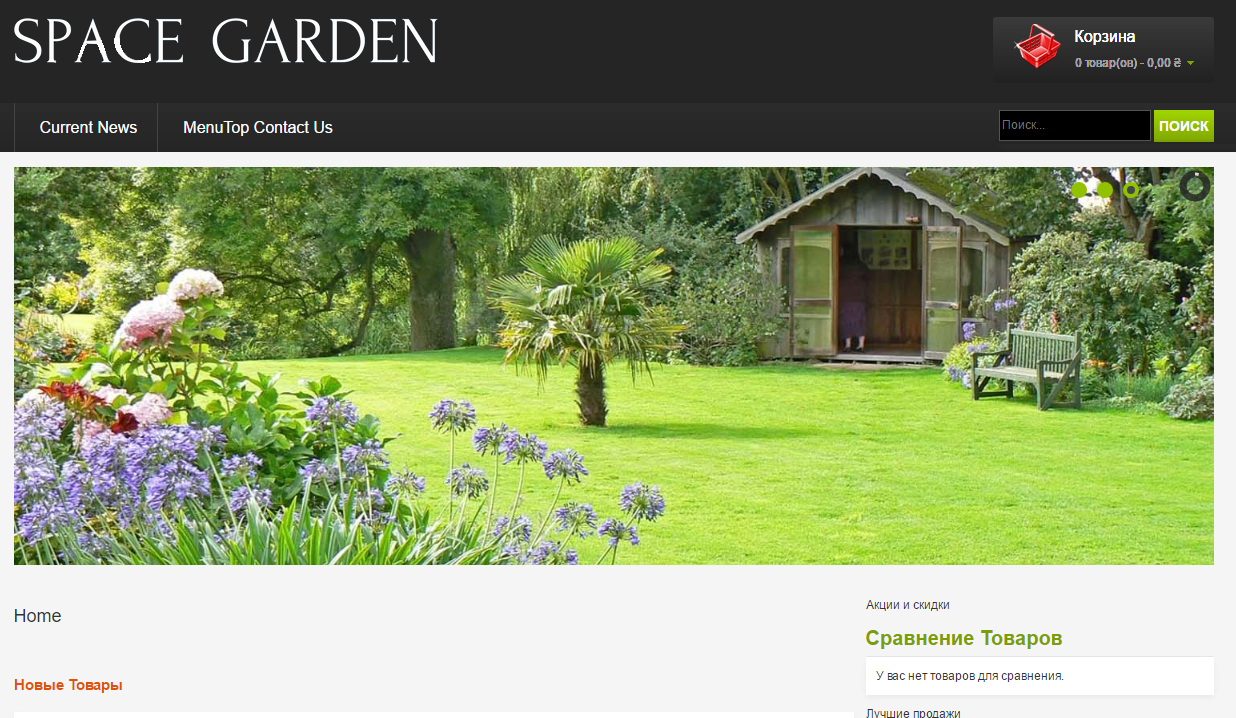 SPACE GARDEN
Корзина
0 товар(ов) - 0,00 ₴
Current News
MenuTop Contact Us
Поиск...
ПОИСК
Home
Акции и скидки
Сравнение Товаров
У вас нет товаров для сравнения.
Новые Товары
Лучшие продажи